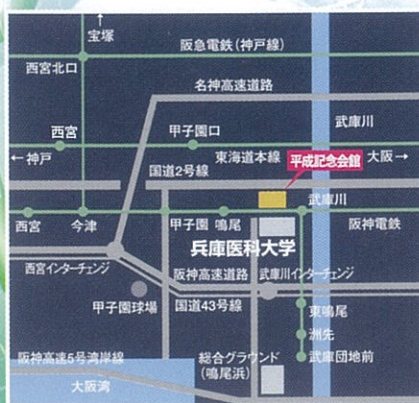 ↑
宝塚
阪急電鉄(神戸線)
西宮北口
名神高速道路
武庫川
西宮
甲子園口
←神戸
東海道本線
平成記念会館
大阪→
国道2号線
武庫川
西宮
今津
甲子園
鳴尾
阪神電鉄
兵庫医科大学
西宮インターチェンジ
阪神高速道路
武庫川インターチェンジ
甲子園球場
国道43号線
東鳴尾
洲先
阪神高速5号湾岸線
総合グラウンド
(鳴尾浜)
武庫団地前
大阪湾